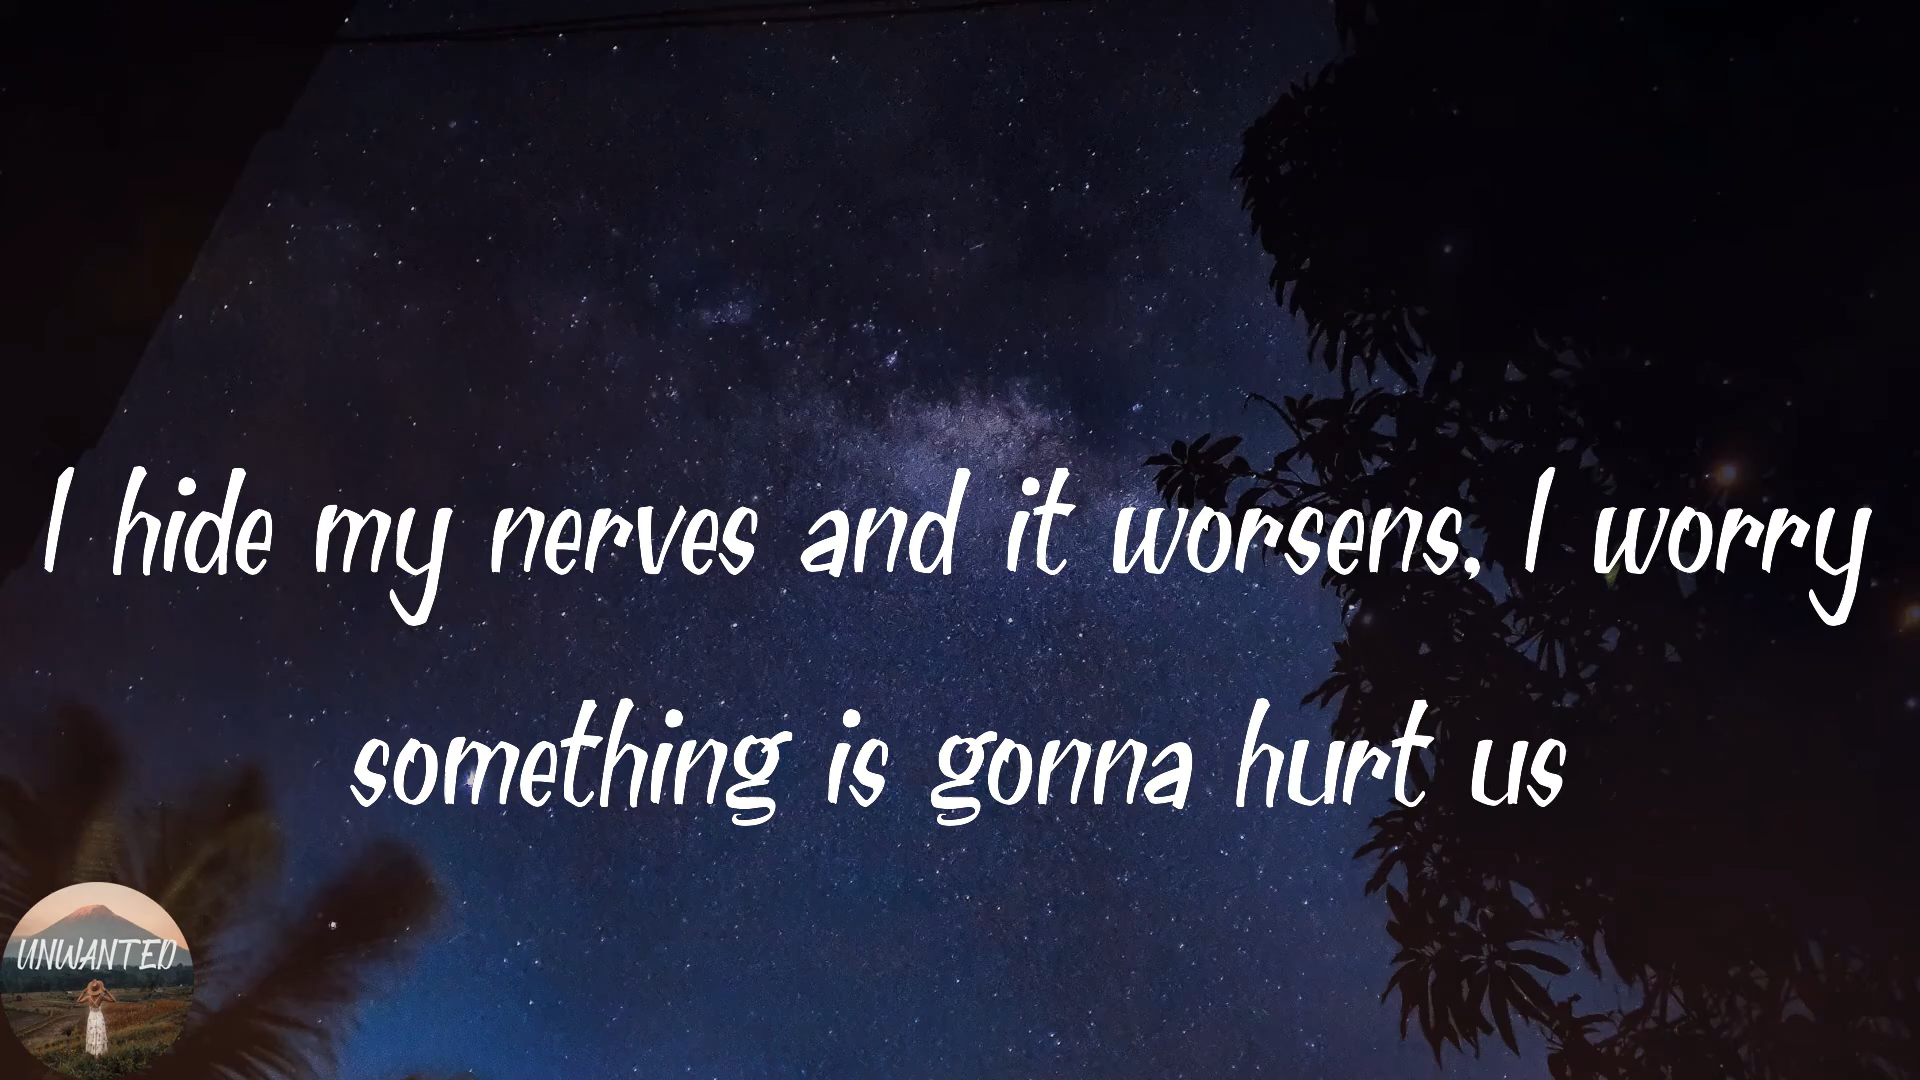 I hide my nerves and it worsens, I worry
something is gonna hurt us
UNWANTED